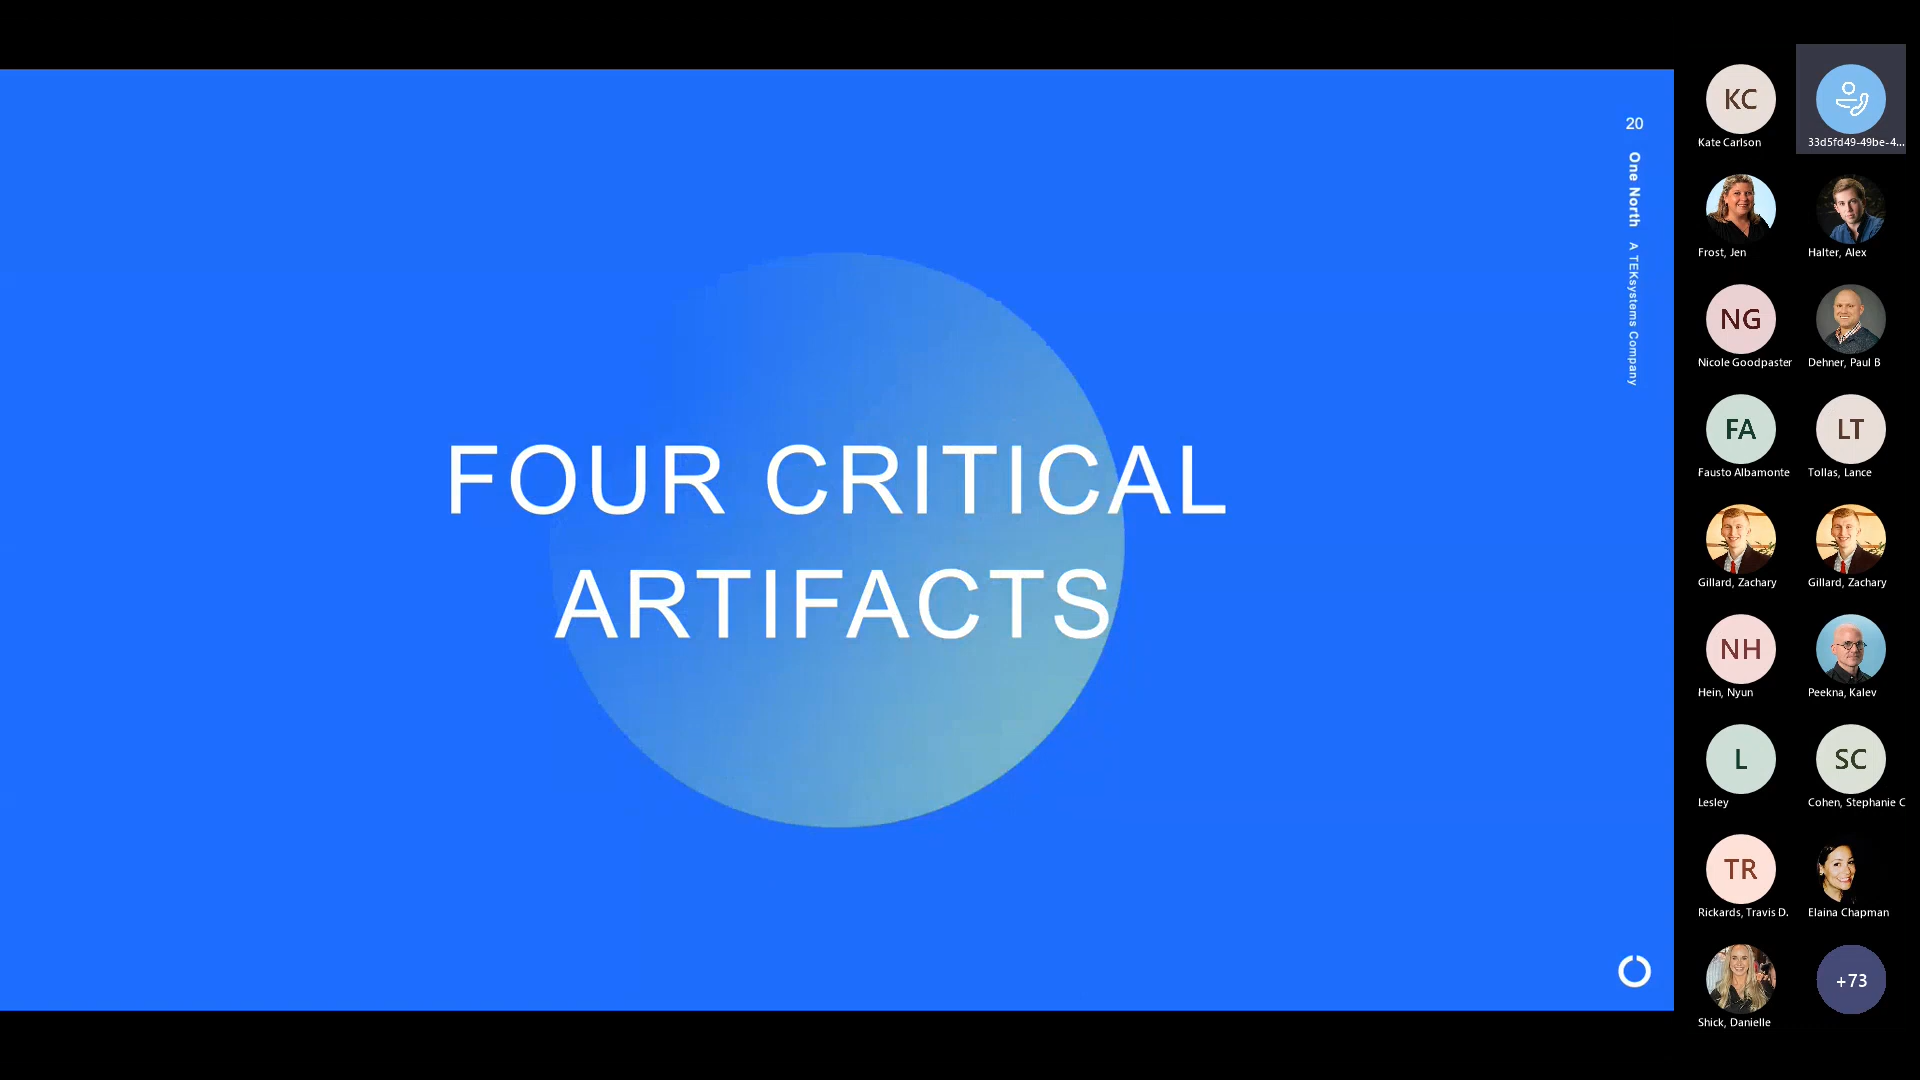 FOUR CRITICAL
ARTIFACTS
20
One North A TEKsystems Company
KC
Kate Carlson
33d5fd49-49be-4...
Frost, Jen
Halter, Alex
NG
Nicole Goodpaster
Dehner, Paul B
FA
Fausto Albamonte
LT
Tollas, Lance
Gillard, Zachary
Gillard, Zachary
NH
Hein, Nyun
Peekna, Kalev
L
Lesley
SC
Cohen, Stephanie C
TR
Rickards, Travis D.
Elaina Chapman
Shick, Danielle
+73